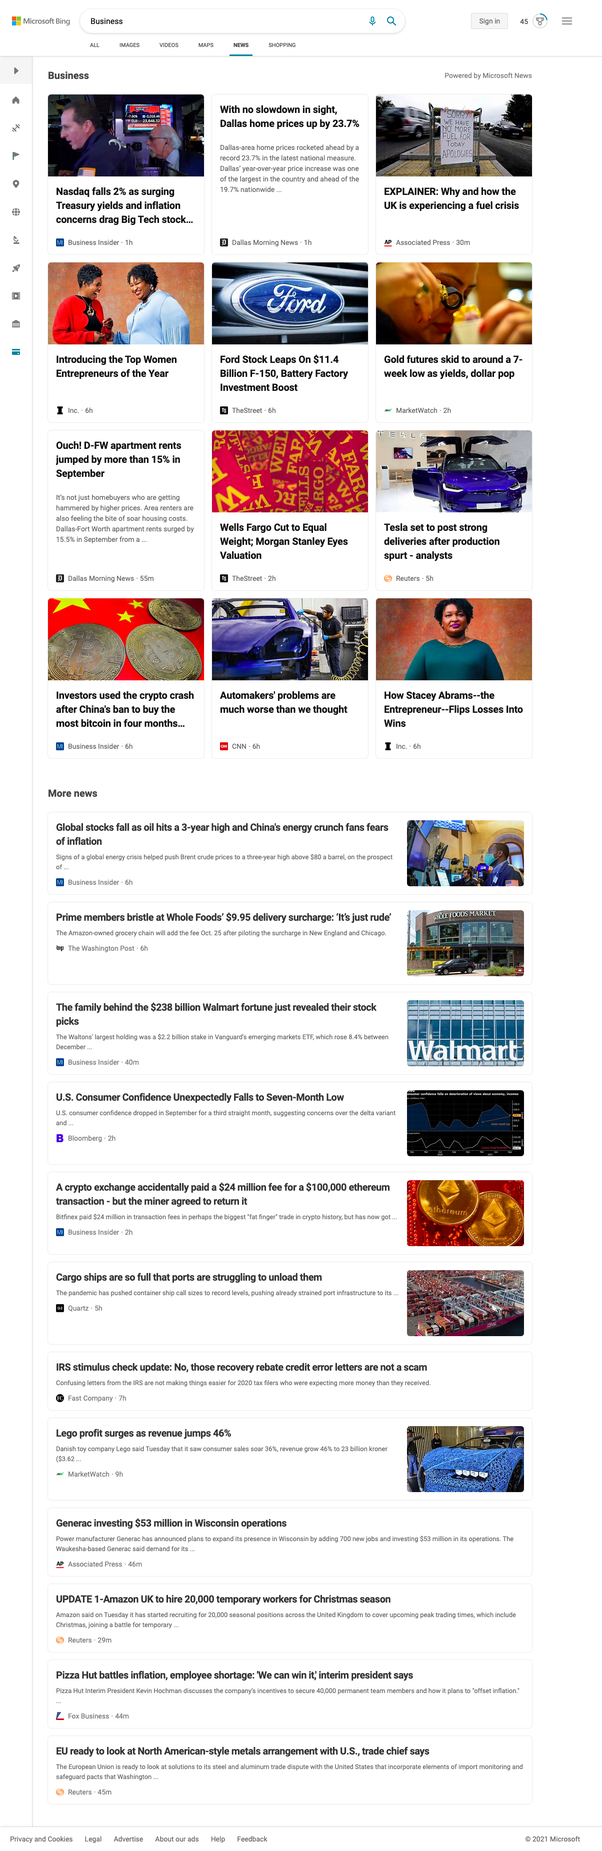 Microsoft Bing
Business
Sign in
45
ALL IMAGES VIDEOS MAPS NEWS SHOPPING
Business
Powered by Microsoft News
Nasdaq falls 2% as surging
Treasury yields and inflation
concerns drag Big Tech stock...
Business Insider · 1h
With no slowdown in sight,
Dallas home prices up by 23.7%
Dallas-area home prices rocketed ahead by a
record 23.7% in the latest national measure.
Dallas' year-over-year price increase was one
of the largest in the country and ahead of the
19.7% nationwide ...
Dallas Morning News · 1h
SORRY
WE HAVE
NO MORE
FUEL FOR
TODAY
APOLOGIES
EXPLAINER: Why and how the
UK is experiencing a fuel crisis
AP Associated Press · 30m
Introducing the Top Women
Entrepreneurs of the Year
Inc. · 6h
Ford
Ford Stock Leaps On $11.4
Billion F-150, Battery Factory
Investment Boost
TheStreet · 6h
Gold futures skid to around a 7-
week low as yields, dollar pop
MarketWatch · 2h
Ouch! D-FW apartment rents
jumped by more than 15% in
September
It's not just homebuyers who are getting
hammered by higher prices. Area renters are
also feeling the bite of soar housing costs.
Dallas-Fort Worth apartment rents surged by
15.5% in September from a ...
Dallas Morning News · 55m
WELLS FARGO
Wells Fargo Cut to Equal
Weight; Morgan Stanley Eyes
Valuation
TheStreet · 2h
TESLA
Tesla set to post strong
deliveries after production
spurt - analysts
Reuters · 5h
Investors used the crypto crash
after China's ban to buy the
most bitcoin in four months...
Business Insider · 6h
Automakers' problems are
much worse than we thought
CNN · 6h
How Stacey Abrams--the
Entrepreneur--Flips Losses Into
Wins
Inc. · 6h
More news
Global stocks fall as oil hits a 3-year high and China's energy crunch fans fears
of inflation
Signs of a global energy crisis helped push Brent crude prices to a three-year high above $80 a barrel, on the prospect
of ...
Business Insider · 6h
Prime members bristle at Whole Foods' $9.95 delivery surcharge: 'It's just rude'
The Amazon-owned grocery chain will add the fee Oct. 25 after piloting the surcharge in New England and Chicago.
wp The Washington Post · 6h
WHOLE FOODS MARKET
The family behind the $238 billion Walmart fortune just revealed their stock
picks
The Waltons' largest holding was a $2.2 billion stake in Vanguard's emerging markets ETF, which rose 8.4% between
December ...
Business Insider · 40m
Walmart
U.S. Consumer Confidence Unexpectedly Falls to Seven-Month Low
U.S. consumer confidence dropped in September for a third straight month, suggesting concerns over the delta variant
and ...
B Bloomberg · 2h
A crypto exchange accidentally paid a $24 million fee for a $100,000 ethereum
transaction - but the miner agreed to return it
Bitfinex paid $24 million in transaction fees in perhaps the biggest "fat finger" trade in crypto history, but has now got ...
Business Insider · 2h
ethereum
Cargo ships are so full that ports are struggling to unload them
The pandemic has pushed container ship call sizes to record levels, pushing already strained port infrastructure to its ...
Quartz · 5h
IRS stimulus check update: No, those recovery rebate credit error letters are not a scam
Confusing letters from the IRS are not making things easier for 2020 tax filers who were expecting more money than they received.
Fast Company · 7h
Lego profit surges as revenue jumps 46%
Danish toy company Lego said Tuesday that it saw consumer sales soar 36%, revenue grow 46% to 23 billion kroner
($3.62 ...
MarketWatch · 9h
Generac investing $53 million in Wisconsin operations
Power manufacturer Generac has announced plans to expand its presence in Wisconsin by adding 700 new jobs and investing $53 million in its operations. The
Waukesha-based Generac said demand for its ...
AP Associated Press · 46m
UPDATE 1-Amazon UK to hire 20,000 temporary workers for Christmas season
Amazon said on Tuesday it has started recruiting for 20,000 seasonal positions across the United Kingdom to cover upcoming peak trading times, which include
Christmas, joining a battle for temporary ...
Reuters · 29m
Pizza Hut battles inflation, employee shortage: 'We can win it,' interim president says
Pizza Hut Interim President Kevin Hochman discusses the company's incentives to secure 40,000 permanent team members and how it plans to "offset inflation."
...
Fox Business · 44m
EU ready to look at North American-style metals arrangement with U.S., trade chief says
The European Union is ready to look at solutions to its steel and aluminum trade dispute with the United States that incorporate elements of import monitoring and
safeguard pacts that Washington ...
Reuters · 45m
Privacy and Cookies Legal Advertise About our ads Help Feedback
© 2021 Microsoft